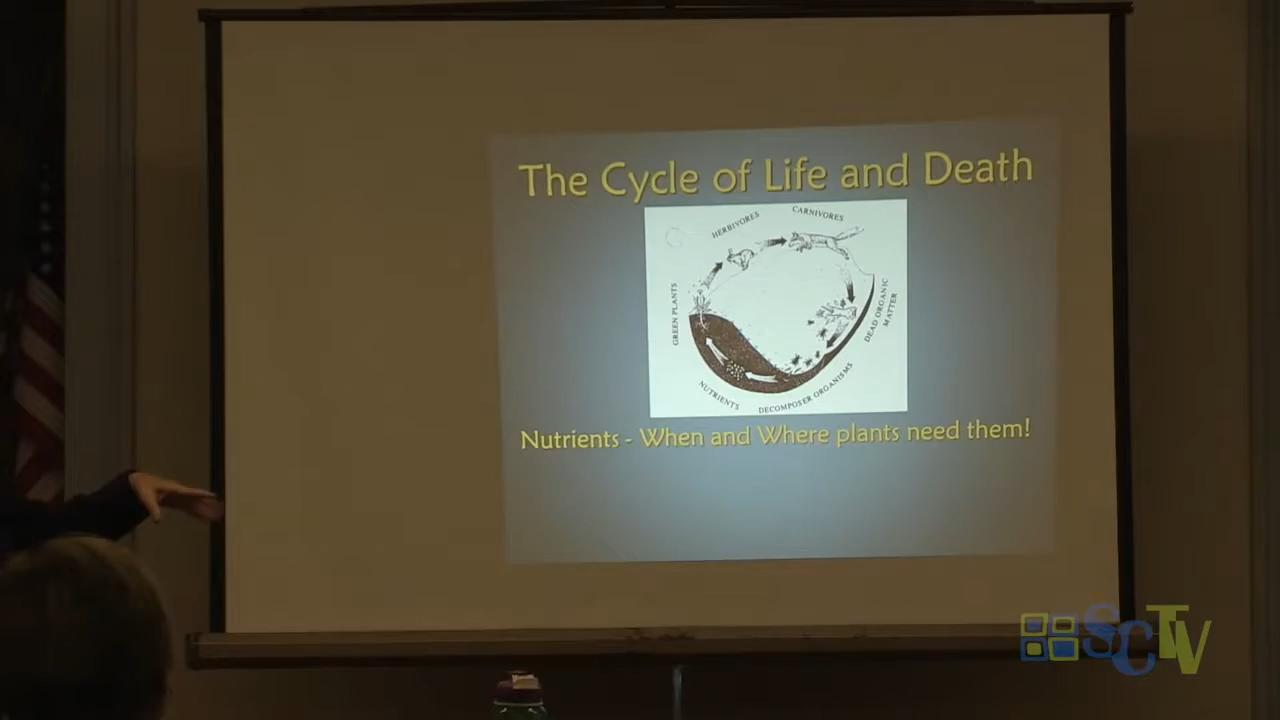 The Cycle of Life and Death
HERBIVORES
CARNIVORES
GREEN PLANTS
DEAD ORGANIC
MATTER
NUTRIENTS
DECOMPOSER ORGANISMS
Nutrients - When and Where plants need them!
SCTV